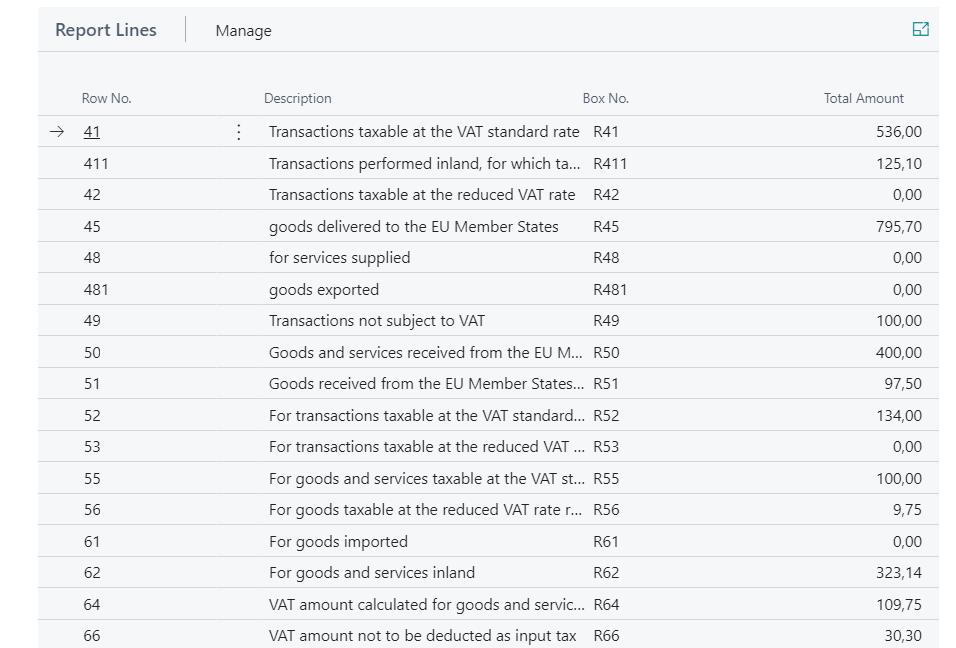 Report Lines Manage
Row No. Description Box No. Total Amount
41 Transactions taxable at the VAT standard rate R41 536,00
411 Transactions performed inland, for which ta... R411 125,10
42 Transactions taxable at the reduced VAT rate R42 0,00
45 goods delivered to the EU Member States R45 795,70
48 for services supplied R48 0,00
481 goods exported R481 0,00
49 Transactions not subject to VAT R49 100,00
50 Goods and services received from the EU M... R50 400,00
51 Goods received from the EU Member States... R51 97,50
52 For transactions taxable at the VAT standard... R52 134,00
53 For transactions taxable at the reduced VAT ... R53 0,00
55 For goods and services taxable at the VAT st... R55 100,00
56 For goods taxable at the reduced VAT rate r... R56 9,75
61 For goods imported R61 0,00
62 For goods and services inland R62 323,14
64 VAT amount calculated for goods and servic... R64 109,75
66 VAT amount not to be deducted as input tax R66 30,30